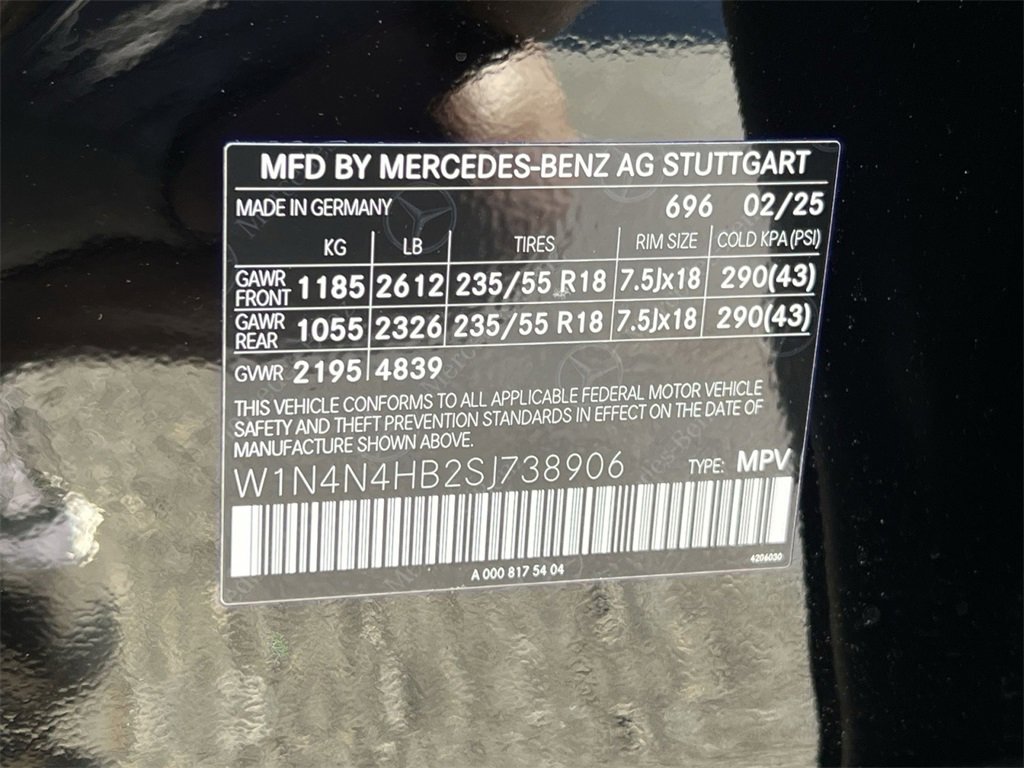 MFD BY MERCEDES-BENZ AG STUTTGART
MADE IN GERMANY 696 02/25
KG LB TIRES RIM SIZE COLD KPA(PSI)
GAWR FRONT 1185 2612 235/55 R18 7.5Jx18 290(43)
GAWR REAR 1055 2326 235/55 R18 7.5Jx18 290(43)
GVWR 2195 4839
THIS VEHICLE CONFORMS TO ALL APPLICABLE FEDERAL MOTOR VEHICLE
SAFETY AND THEFT PREVENTION STANDARDS IN EFFECT ON THE DATE OF
MANUFACTURE SHOWN ABOVE.
W1N4N4HB2SJ738906 TYPE: MPV
A 000 817 54 04 4206030